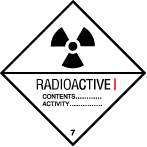 RADIOACTIVE I
CONTENTS............
ACTIVITY...............
7